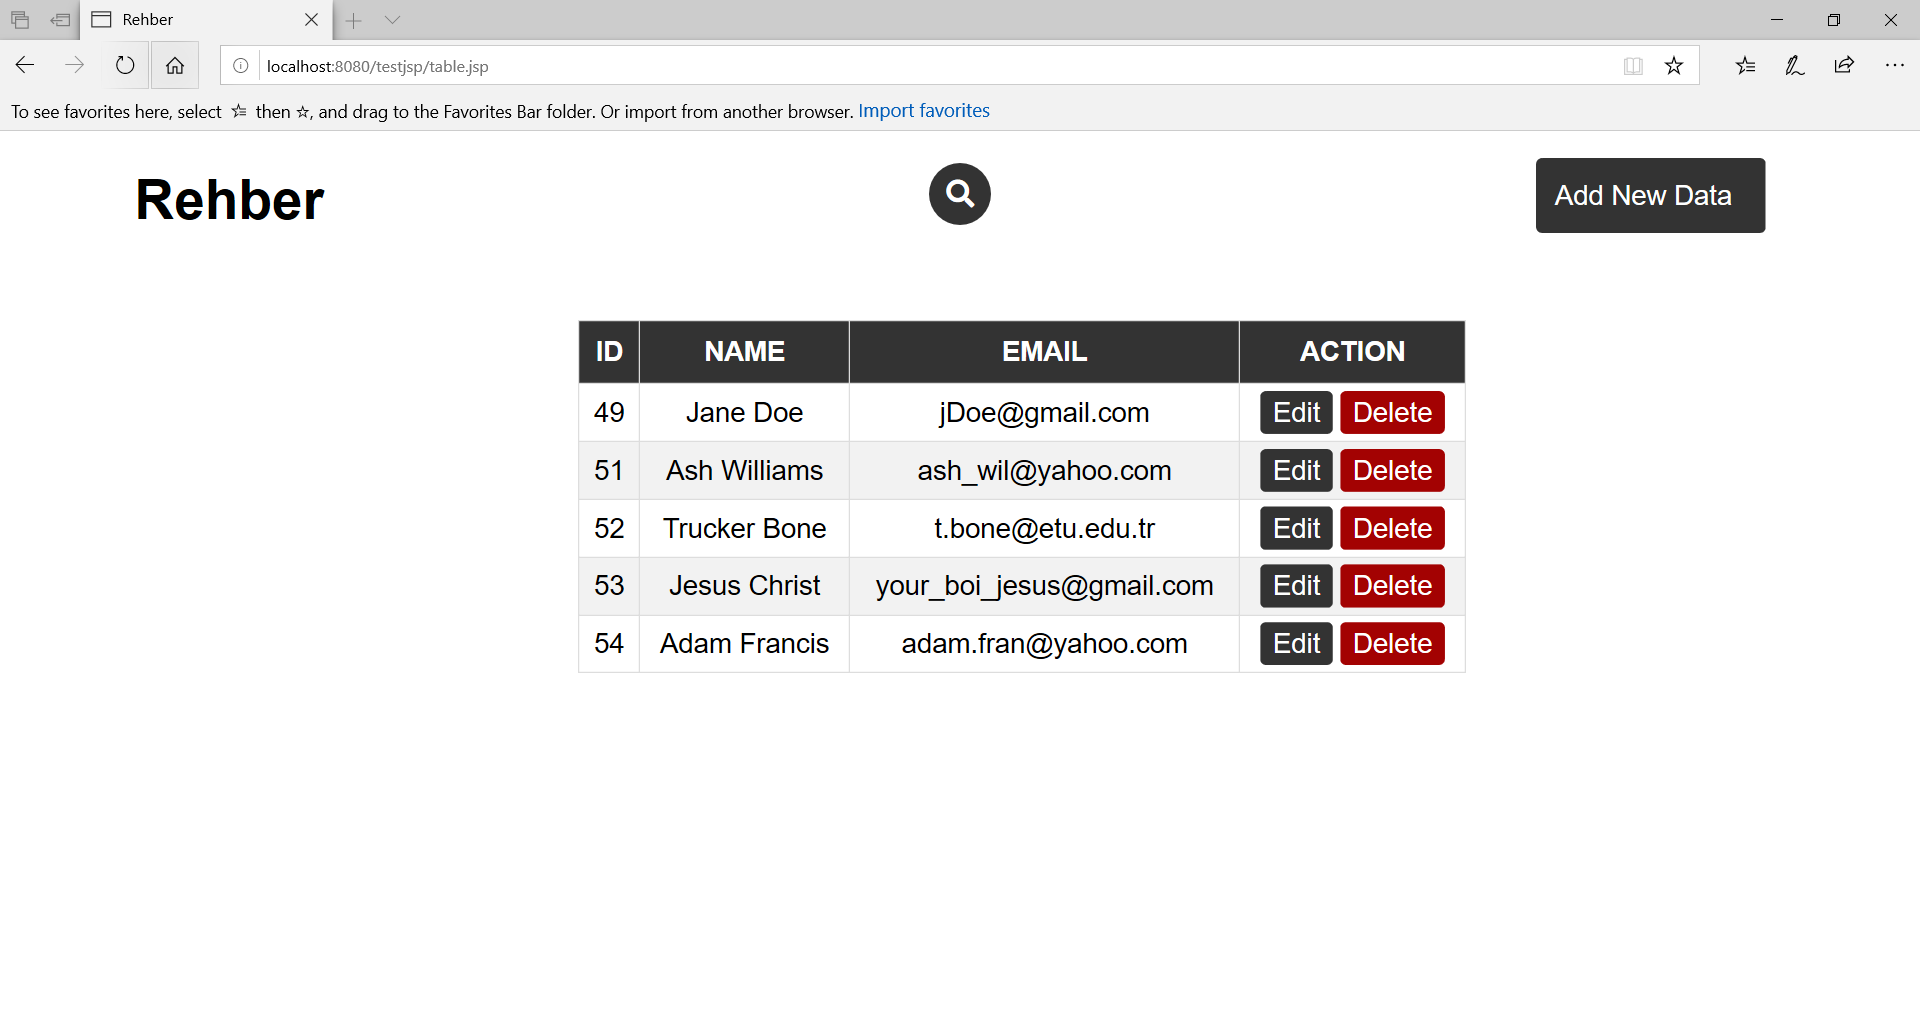 Rehber
localhost:8080/testjsp/table.jsp
To see favorites here, select then , and drag to the Favorites Bar folder. Or import from another browser. Import favorites
Rehber
Add New Data
ID NAME EMAIL ACTION
49 Jane Doe jDoe@gmail.com Edit Delete
51 Ash Williams ash_wil@yahoo.com Edit Delete
52 Trucker Bone t.bone@etu.edu.tr Edit Delete
53 Jesus Christ your_boi_jesus@gmail.com Edit Delete
54 Adam Francis adam.fran@yahoo.com Edit Delete